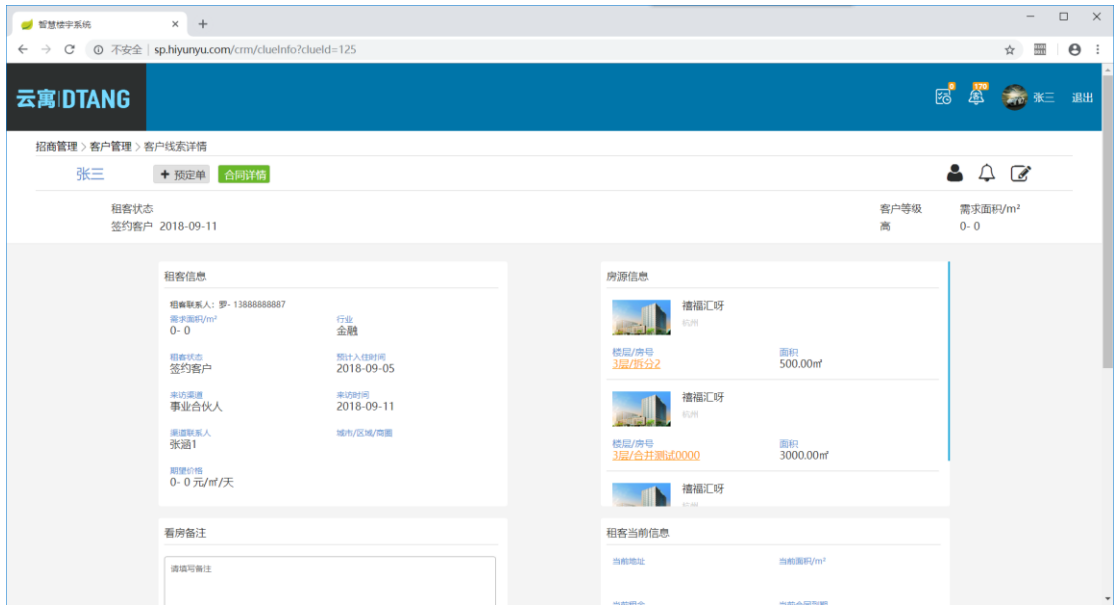 智慧楼宇系统
不安全 | sp.hiyunyu.com/crm/clueInfo?clueId=125
云寓|DTANG
170
张三 退出
招商管理 > 客户管理 > 客户线索详情
张三
+ 预定单
合同详情
租客状态
签约客户 2018-09-11
客户等级
高
需求面积/m²
0- 0
租客信息
租客联系人：罗- 13888888887
需求面积/m²
0- 0
行业
金融
租客状态
签约客户
预计入住时间
2018-09-05
来访渠道
事业合伙人
来访时间
2018-09-11
渠道联系人
张涵1
城市/区域/商圈
期望价格
0- 0 元/㎡/天
房源信息
禧福汇呀
杭州
楼层/房号
3层/拆分2
面积
500.00㎡
禧福汇呀
杭州
楼层/房号
3层/合并测试0000
面积
3000.00㎡
禧福汇呀
看房备注
请填写备注
租客当前信息
当前地址
当前面积/m²